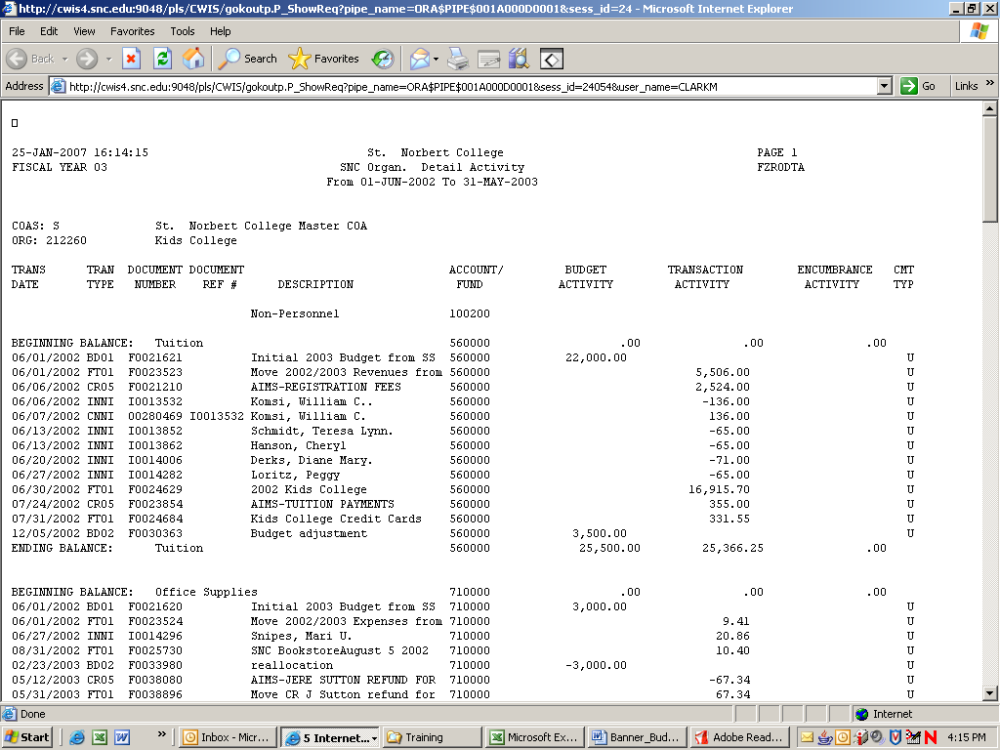 http://cwis4.snc.edu:9048/pls/CWIS/gokoutp.P_ShowReq?pipe_name=ORA$PIPE$001A000D0001&sess_id=24 - Microsoft Internet Explorer
File Edit View Favorites Tools Help
Back Search Favorites
Address http://cwis4.snc.edu:9048/pls/CWIS/gokoutp.P_ShowReq?pipe_name=ORA$PIPE$001A000D0001&sess_id=24054&user_name=CLARKM Go Links »
25-JAN-2007 16:14:15 St. Norbert College PAGE 1
FISCAL YEAR 03 SNC Organ. Detail Activity FZRODTA
From 01-JUN-2002 To 31-MAY-2003
COAS: S St. Norbert College Master COA
ORG: 212260 Kids College
TRANS TRAN DOCUMENT DOCUMENT ACCOUNT/ BUDGET TRANSACTION ENCUMBRANCE CMT
DATE TYPE NUMBER REF # DESCRIPTION FUND ACTIVITY ACTIVITY ACTIVITY TYP
Non-Personnel 100200
BEGINNING BALANCE: Tuition 560000 .00 .00 .00
06/01/2002 BD01 F0021621 Initial 2003 Budget from SS 560000 22,000.00 U
06/01/2002 FT01 F0023523 Move 2002/2003 Revenues from 560000 5,506.00 U
06/06/2002 CR05 F0021210 AIMS-REGISTRATION FEES 560000 2,524.00 U
06/06/2002 INNI I0013532 Komsi, William C.. 560000 -136.00 U
06/07/2002 CNNI 00280469 I0013532 Komsi, William C. 560000 136.00 U
06/13/2002 INNI I0013852 Schmidt, Teresa Lynn. 560000 -65.00 U
06/13/2002 INNI I0013862 Hanson, Cheryl 560000 -65.00 U
06/20/2002 INNI I0014006 Derks, Diane Mary. 560000 -71.00 U
06/27/2002 INNI I0014282 Loritz, Peggy 560000 -65.00 U
06/30/2002 FT01 F0024629 2002 Kids College 560000 16,915.70 U
07/24/2002 CR05 F0023854 AIMS-TUITION PAYMENTS 560000 355.00 U
07/31/2002 FT01 F0024684 Kids College Credit Cards 560000 331.55 U
12/05/2002 BD02 F0030363 Budget adjustment 560000 3,500.00 U
ENDING BALANCE: Tuition 560000 25,500.00 25,366.25 .00
BEGINNING BALANCE: Office Supplies 710000 .00 .00 .00
06/01/2002 BD01 F0021620 Initial 2003 Budget from SS 710000 3,000.00 U
06/01/2002 FT01 F0023524 Move 2002/2003 Expenses from 710000 9.41 U
06/27/2002 INNI I0014296 Snipes, Mari U. 710000 20.86 U
08/31/2002 FT01 F0025730 SNC BookstoreAugust 5 2002 710000 10.40 U
02/23/2003 BD02 F0033980 reallocation 710000 -3,000.00 U
05/12/2003 CR05 F0038080 AIMS-JERE SUTTON REFUND FOR 710000 -67.34 U
05/31/2003 FT01 F0038896 Move CR J Sutton refund for 710000 67.34 U
Done Internet
Start » Inbox - Micr... 5 Internet... Training Microsoft Ex... Banner_Bud... Adobe Read... 4:15 PM